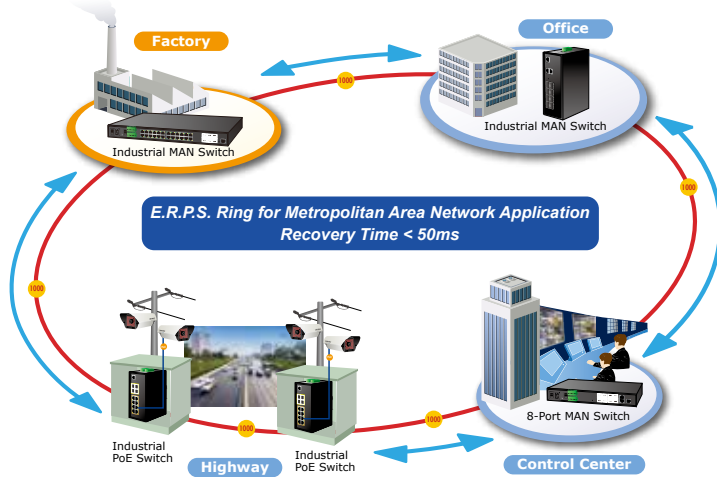 Factory
Office
1000
Industrial MAN Switch
Industrial MAN Switch
1000
E.R.P.S. Ring for Metropolitan Area Network Application
Recovery Time < 50ms
1000
8-Port MAN Switch
1000
1000
Industrial
PoE Switch
Industrial
PoE Switch
Highway
Control Center